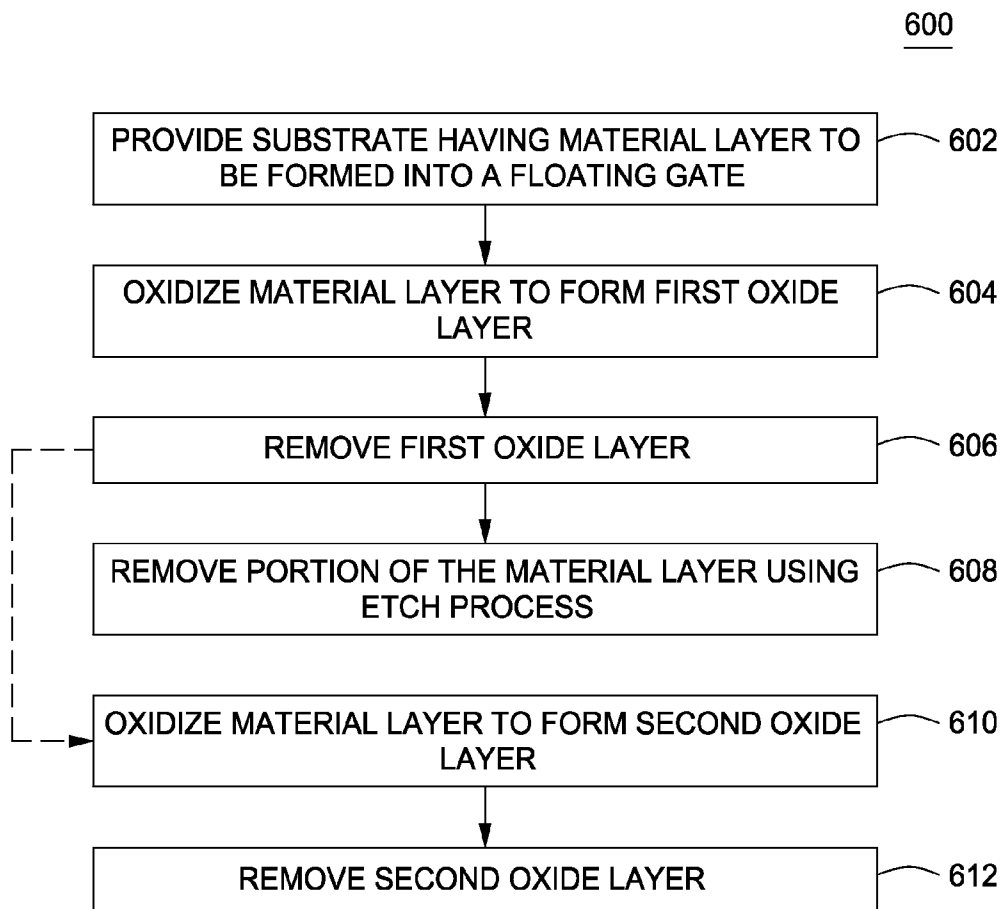 600
PROVIDE SUBSTRATE HAVING MATERIAL LAYER TO
BE FORMED INTO A FLOATING GATE
602
OXIDIZE MATERIAL LAYER TO FORM FIRST OXIDE
LAYER
604
REMOVE FIRST OXIDE LAYER
606
REMOVE PORTION OF THE MATERIAL LAYER USING
ETCH PROCESS
608
OXIDIZE MATERIAL LAYER TO FORM SECOND OXIDE
LAYER
610
REMOVE SECOND OXIDE LAYER
612